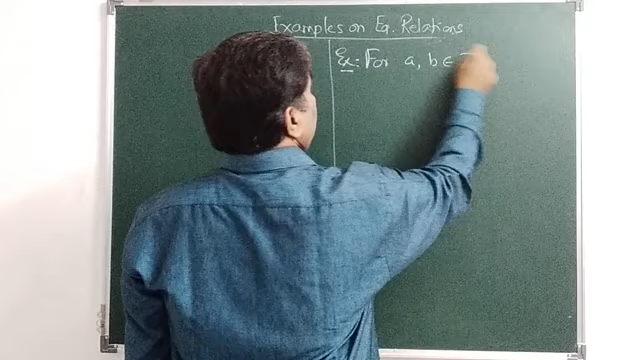 Examples on Eq. Relations
Ex: For a, b ∈